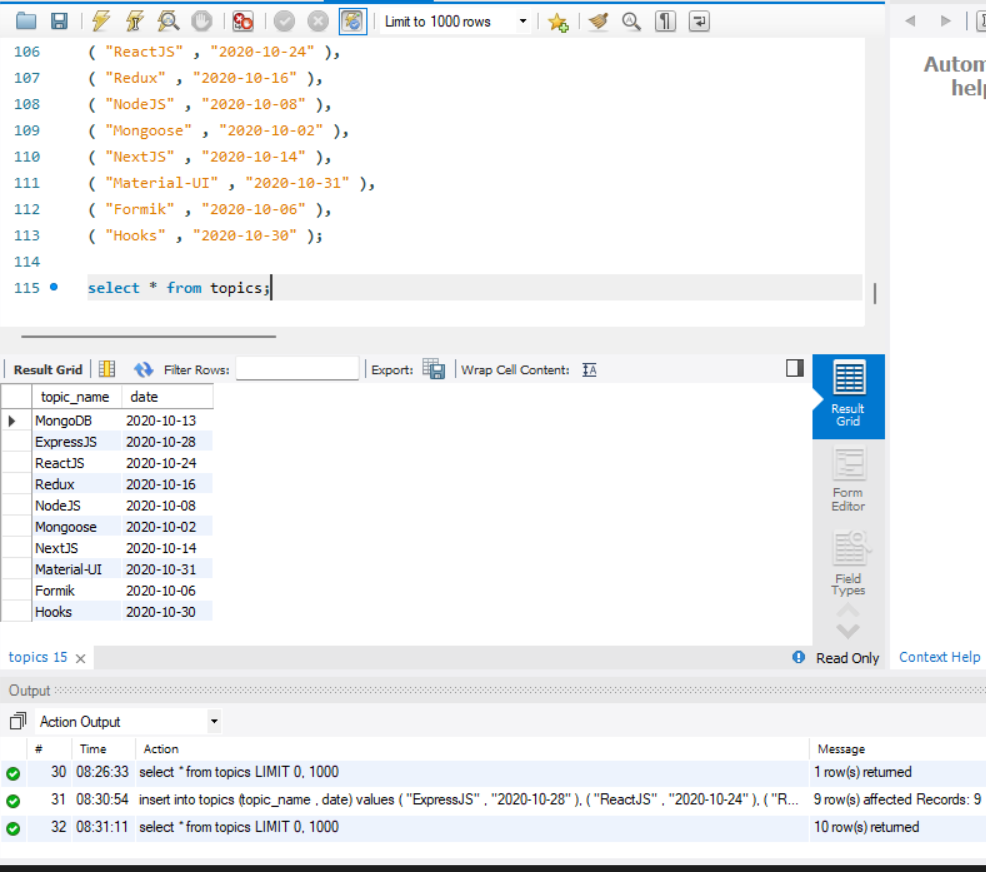 Limit to 1000 rows
106 ( "ReactJS" , "2020-10-24" ),
107 ( "Redux" , "2020-10-16" ),
108 ( "NodeJS" , "2020-10-08" ),
109 ( "Mongoose" , "2020-10-02" ),
110 ( "NextJS" , "2020-10-14" ),
111 ( "Material-UI" , "2020-10-31" ),
112 ( "Formik" , "2020-10-06" ),
113 ( "Hooks" , "2020-10-30" );
114
115 select * from topics;
Autom
help
Result Grid Filter Rows: Export: Wrap Cell Content:
topic_name date
MongoDB 2020-10-13
ExpressJS 2020-10-28
ReactJS 2020-10-24
Redux 2020-10-16
NodeJS 2020-10-08
Mongoose 2020-10-02
NextJS 2020-10-14
Material-UI 2020-10-31
Formik 2020-10-06
Hooks 2020-10-30
Result
Grid
Form
Editor
Field
Types
topics 15 Read Only Context Help
Output
Action Output
# Time Action Message
30 08:26:33 select * from topics LIMIT 0, 1000 1 row(s) returned
31 08:30:54 insert into topics (topic_name , date) values ( "ExpressJS" , "2020-10-28" ), ( "ReactJS" , "2020-10-24" ), ( "R... 9 row(s) affected Records: 9
32 08:31:11 select * from topics LIMIT 0, 1000 10 row(s) returned